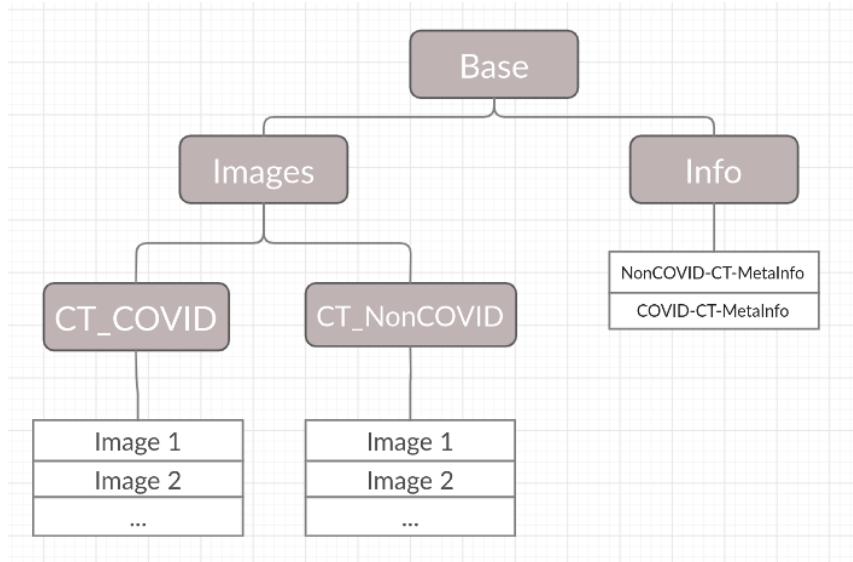 Base
Images
Info
NonCOVID-CT-MetaInfo
COVID-CT-MetaInfo
CT_COVID
CT_NonCOVID
Image 1
Image 2
...
Image 1
Image 2
...